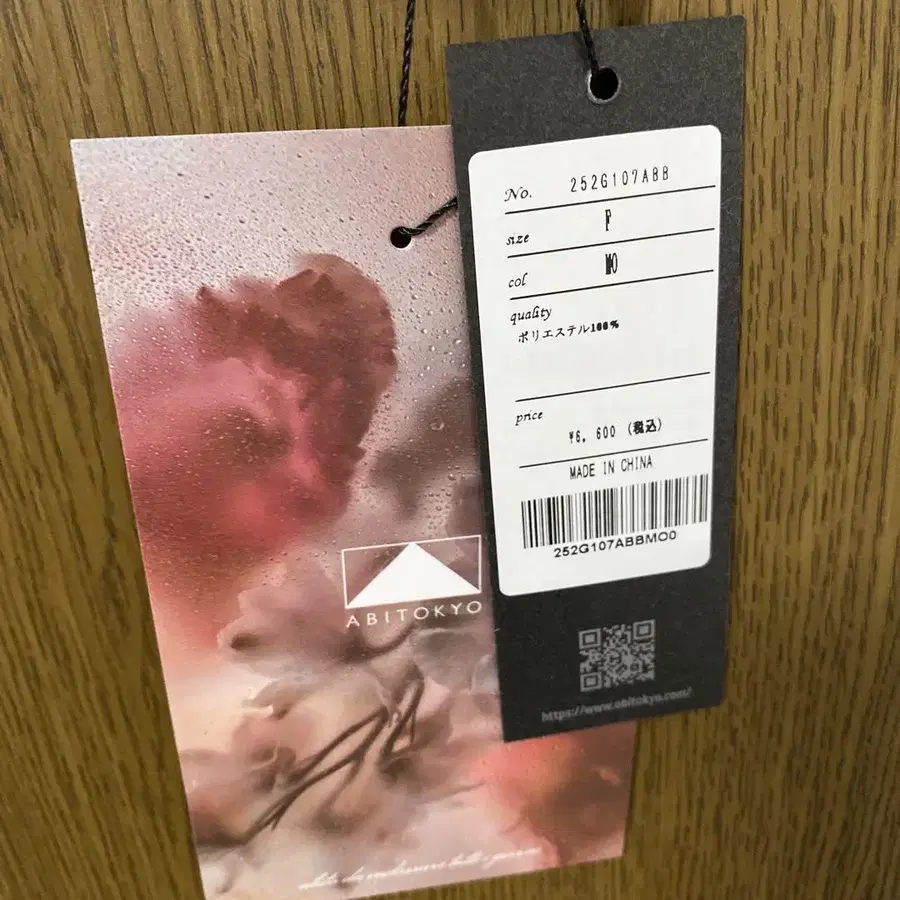 No. 252G107ABB
size F
col MO
quality
ポリエステル100%
price
¥6,600 (税込)
MADE IN CHINA
252G107ABBMO0
https://www.abitokyo.com/
ABITOKYO